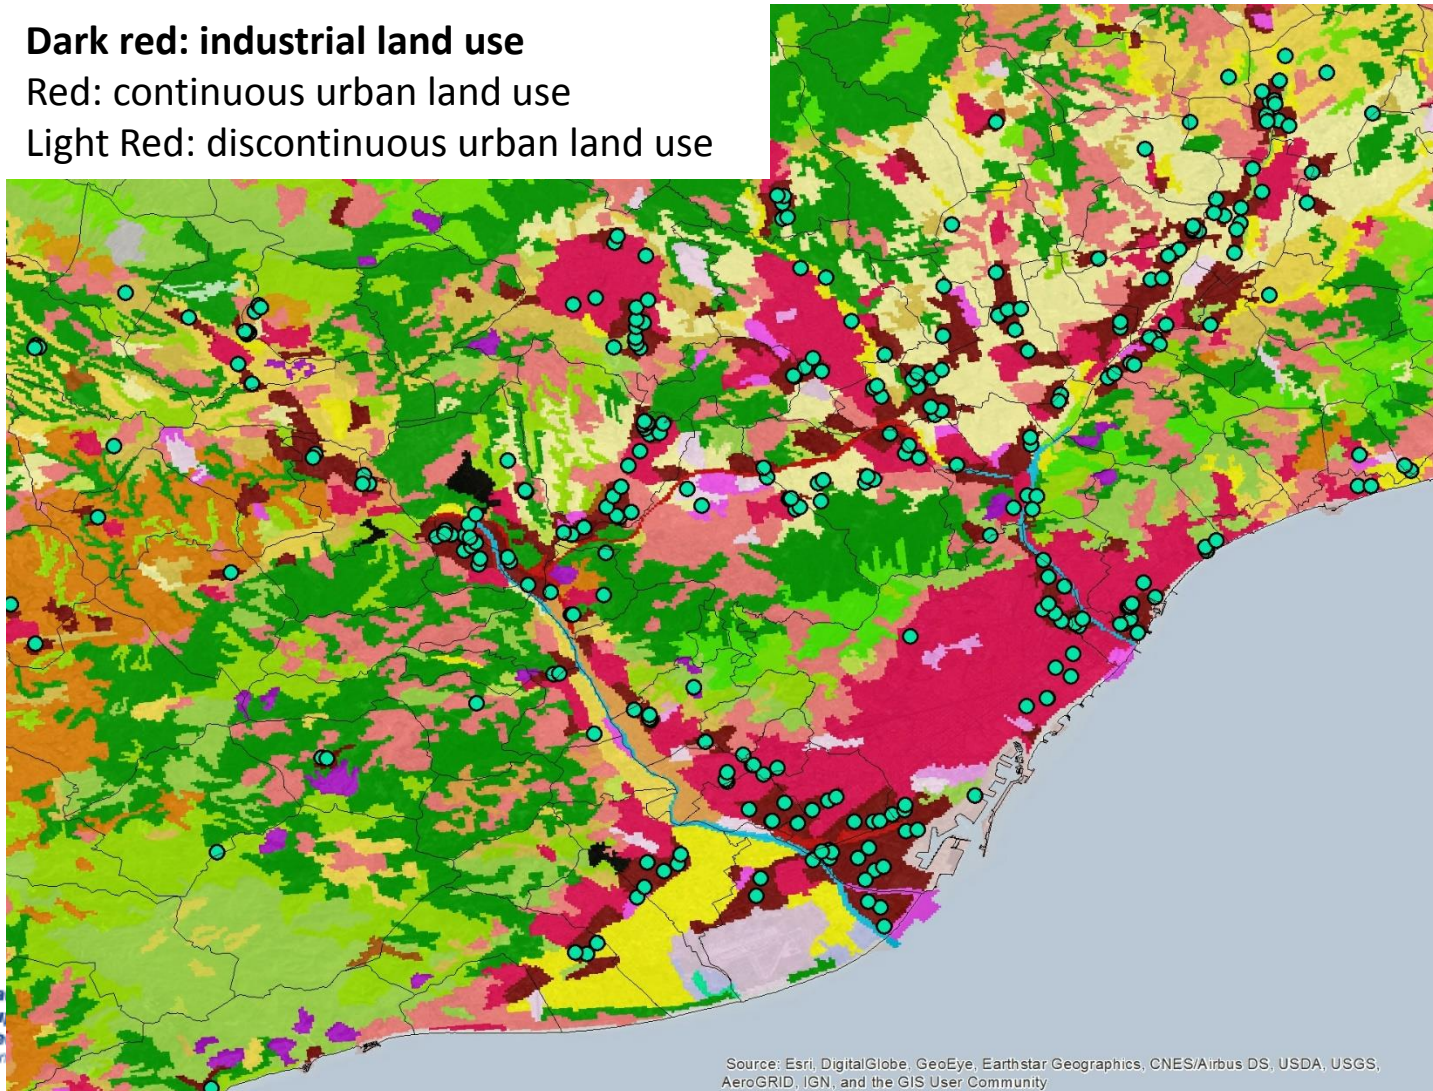 Dark red: industrial land use
Red: continuous urban land use
Light Red: discontinuous urban land use
Source: Esri, DigitalGlobe, GeoEye, Earthstar Geographics, CNES/Airbus DS, USDA, USGS,
AeroGRID, IGN, and the GIS User Community